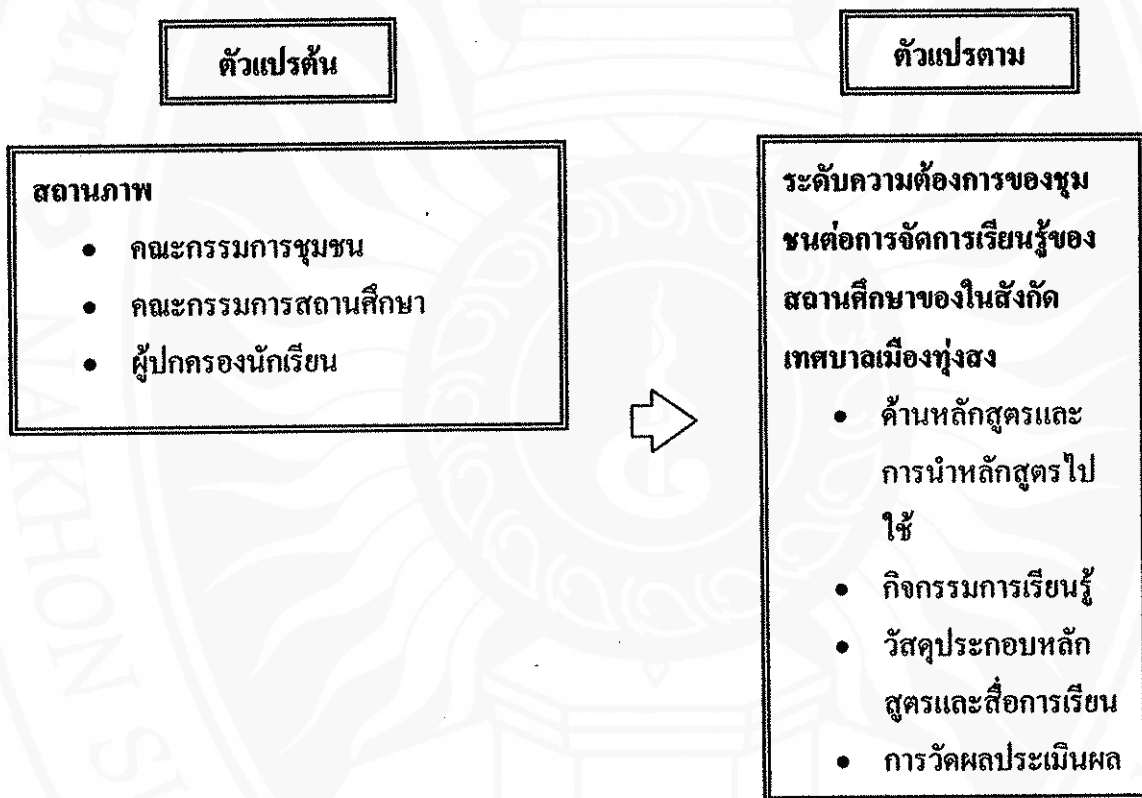 ตัวแปรต้น
ตัวแปรตาม
สถานภาพ
• คณะกรรมการชุมชน
• คณะกรรมการสถานศึกษา
• ผู้ปกครองนักเรียน
ระดับความต้องการของชุม
ชนต่อการจัดการเรียนรู้ของ
สถานศึกษาของในสังกัด
เทศบาลเมืองทุ่งสง
• ด้านหลักสูตรและ
การนำหลักสูตรไป
ใช้
• กิจกรรมการเรียนรู้
• วัสดุประกอบหลัก
สูตรและสื่อการเรียน
• การวัดผลประเมินผล
NAKHON